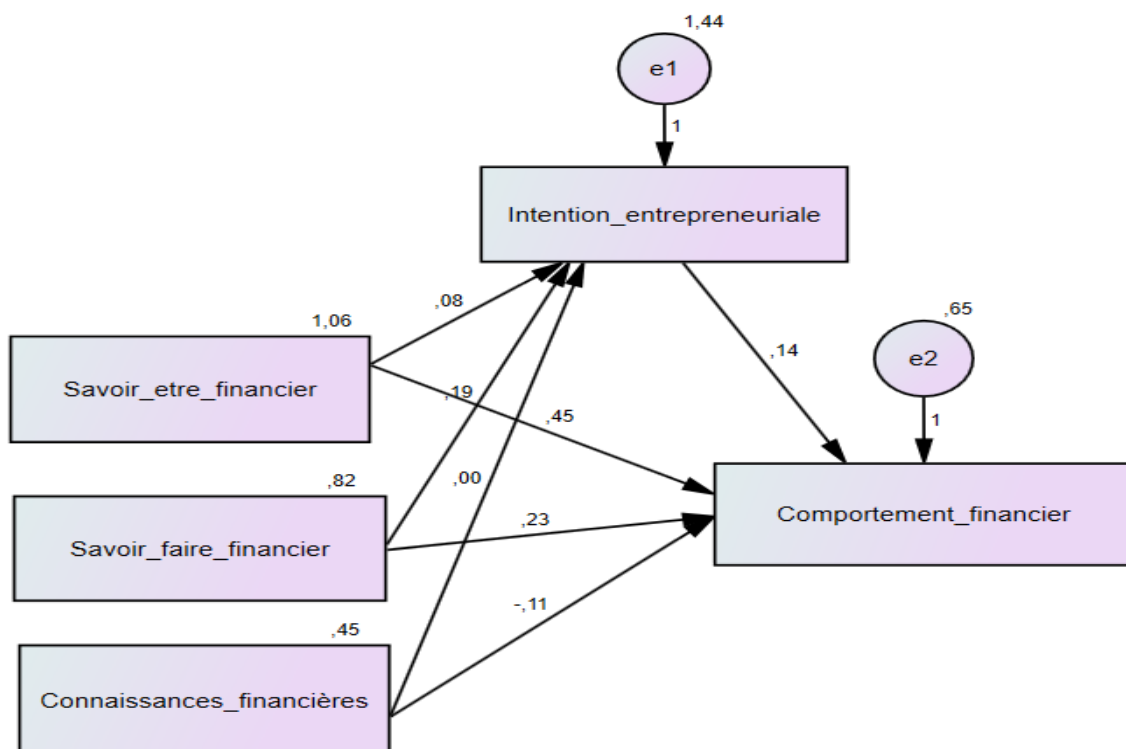 1,44
e1
1
Intention_entrepreneuriale
,08
1,06
,65
e2
,14
Savoir_etre_financier
,19
,45
1
,82
,00
Comportement_financier
,23
Savoir_faire_financier
-,11
,45
Connaissances_financières